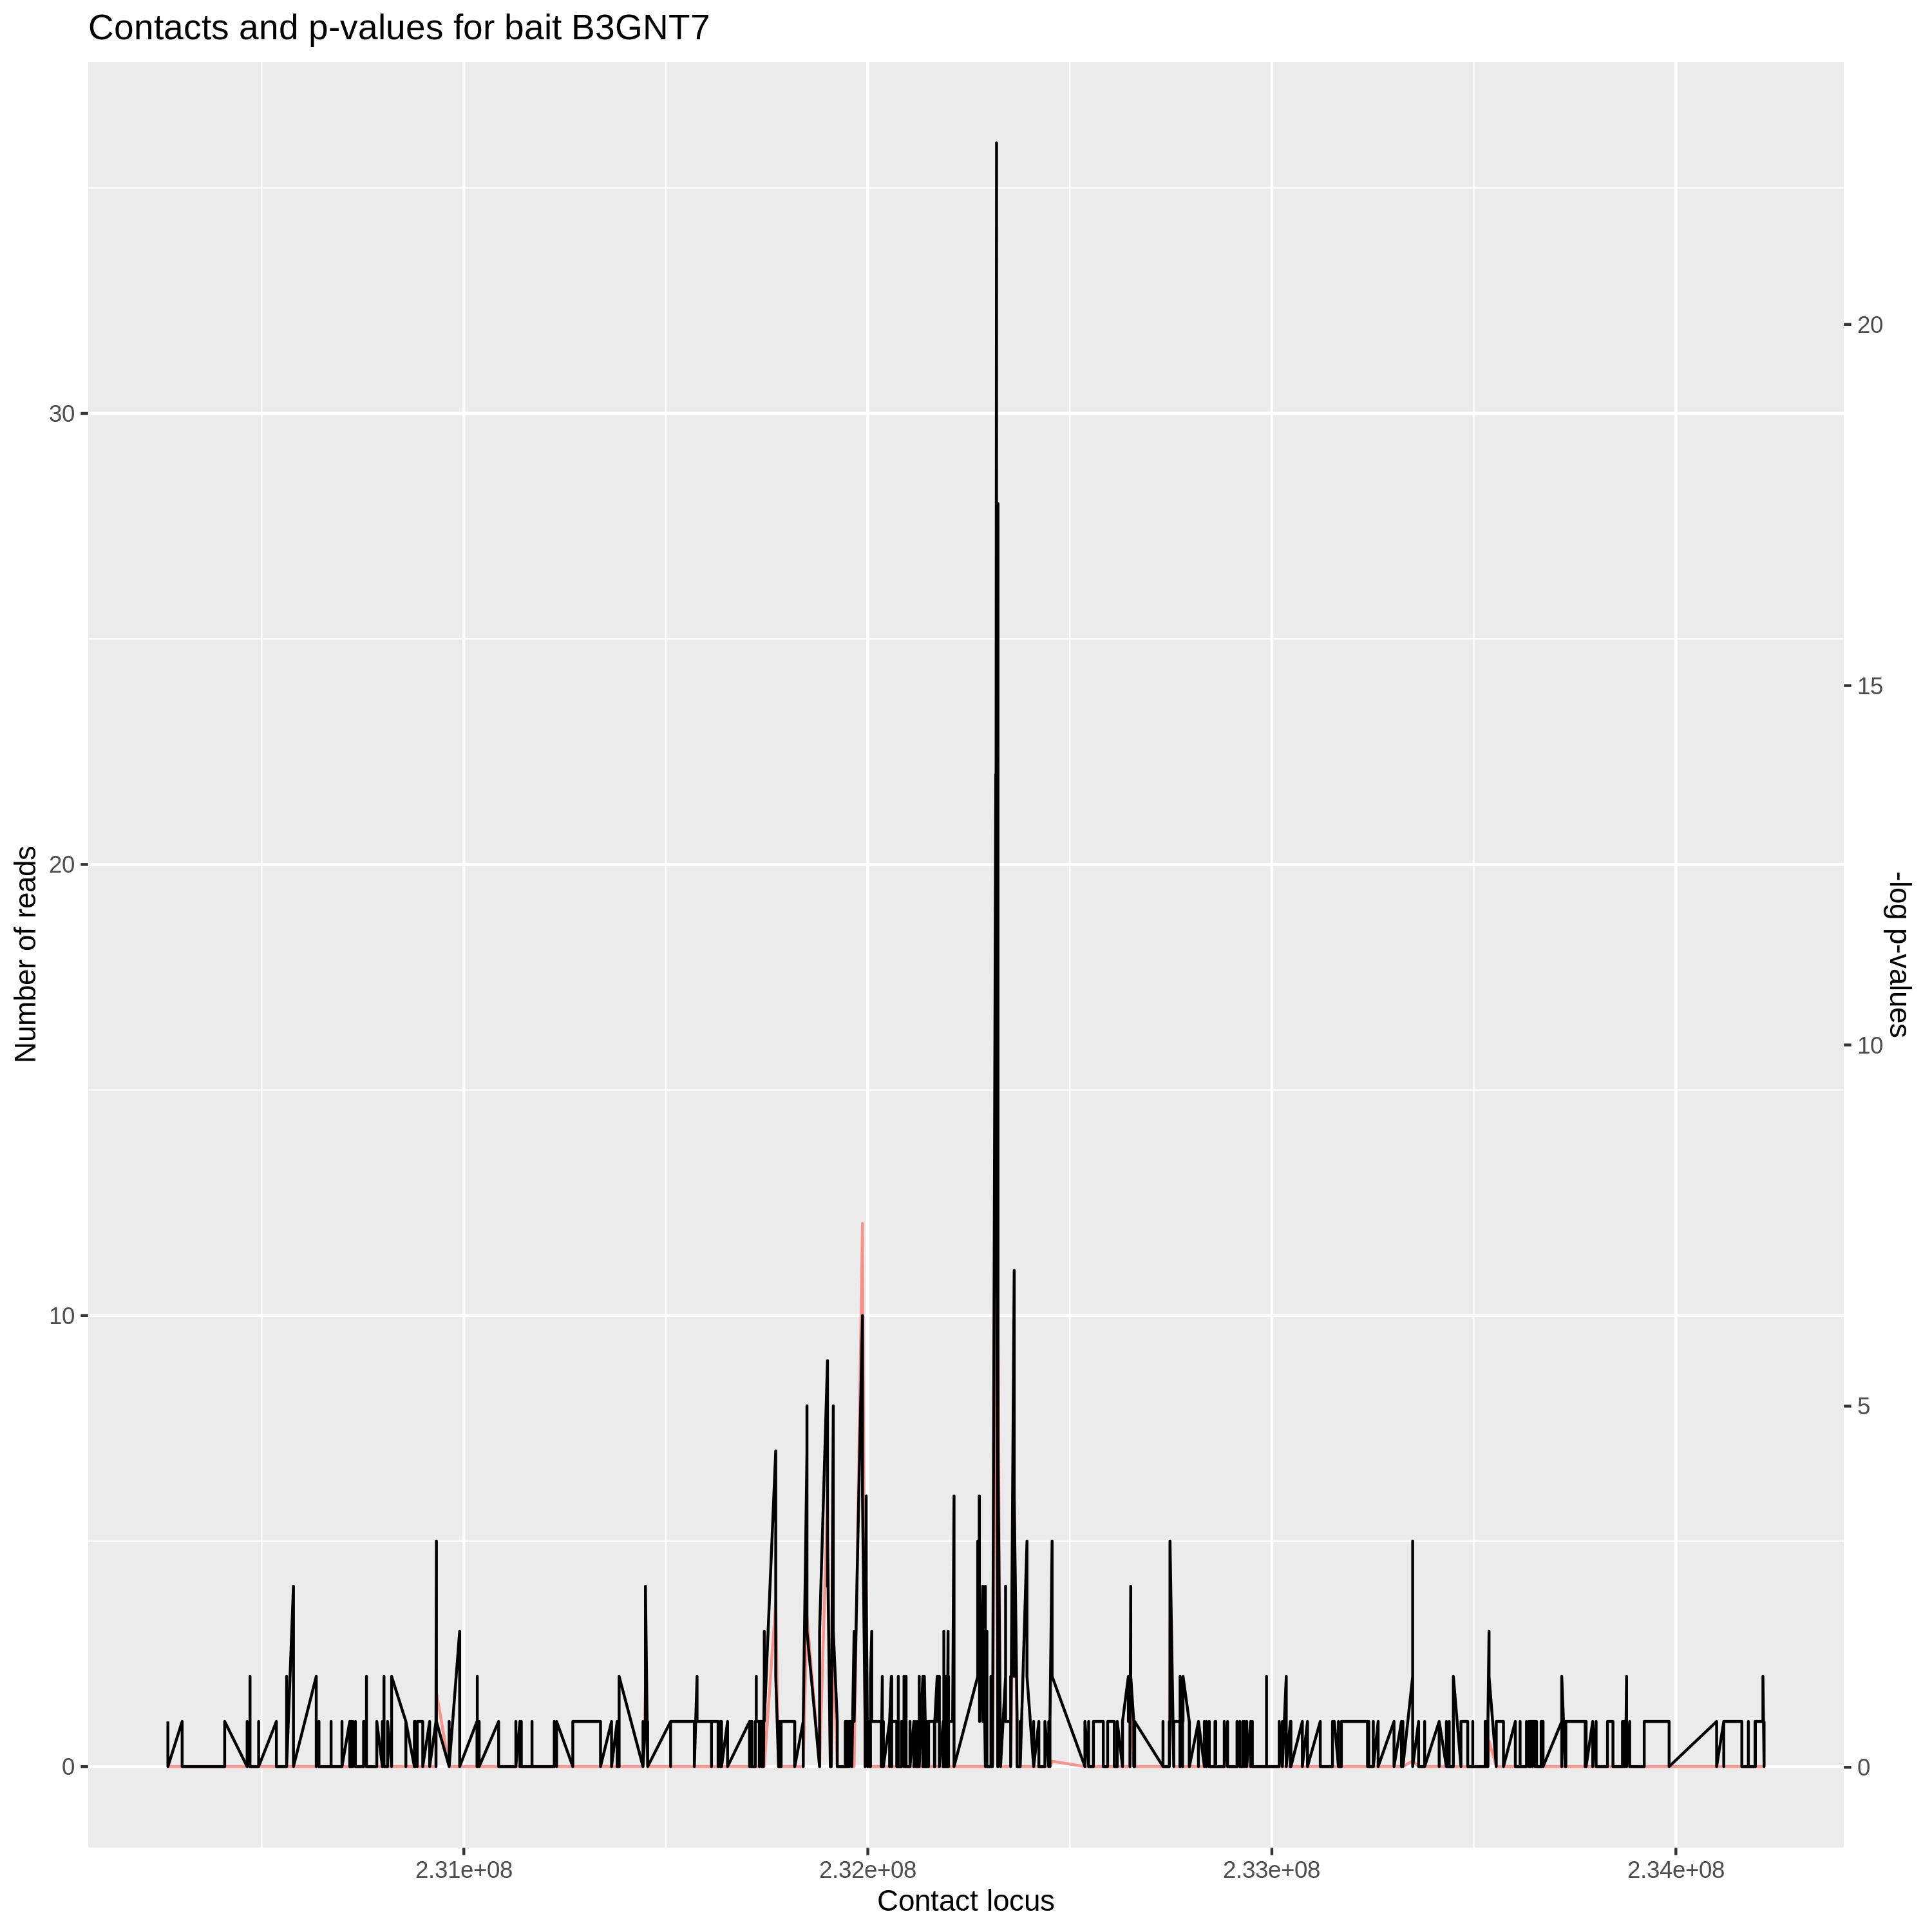 Contacts and p-values for bait B3GNT7
Number of reads
30
20
10
0
20
15
10
5
0
-log p-values
2.31e+08
2.32e+08
2.33e+08
2.34e+08
Contact locus